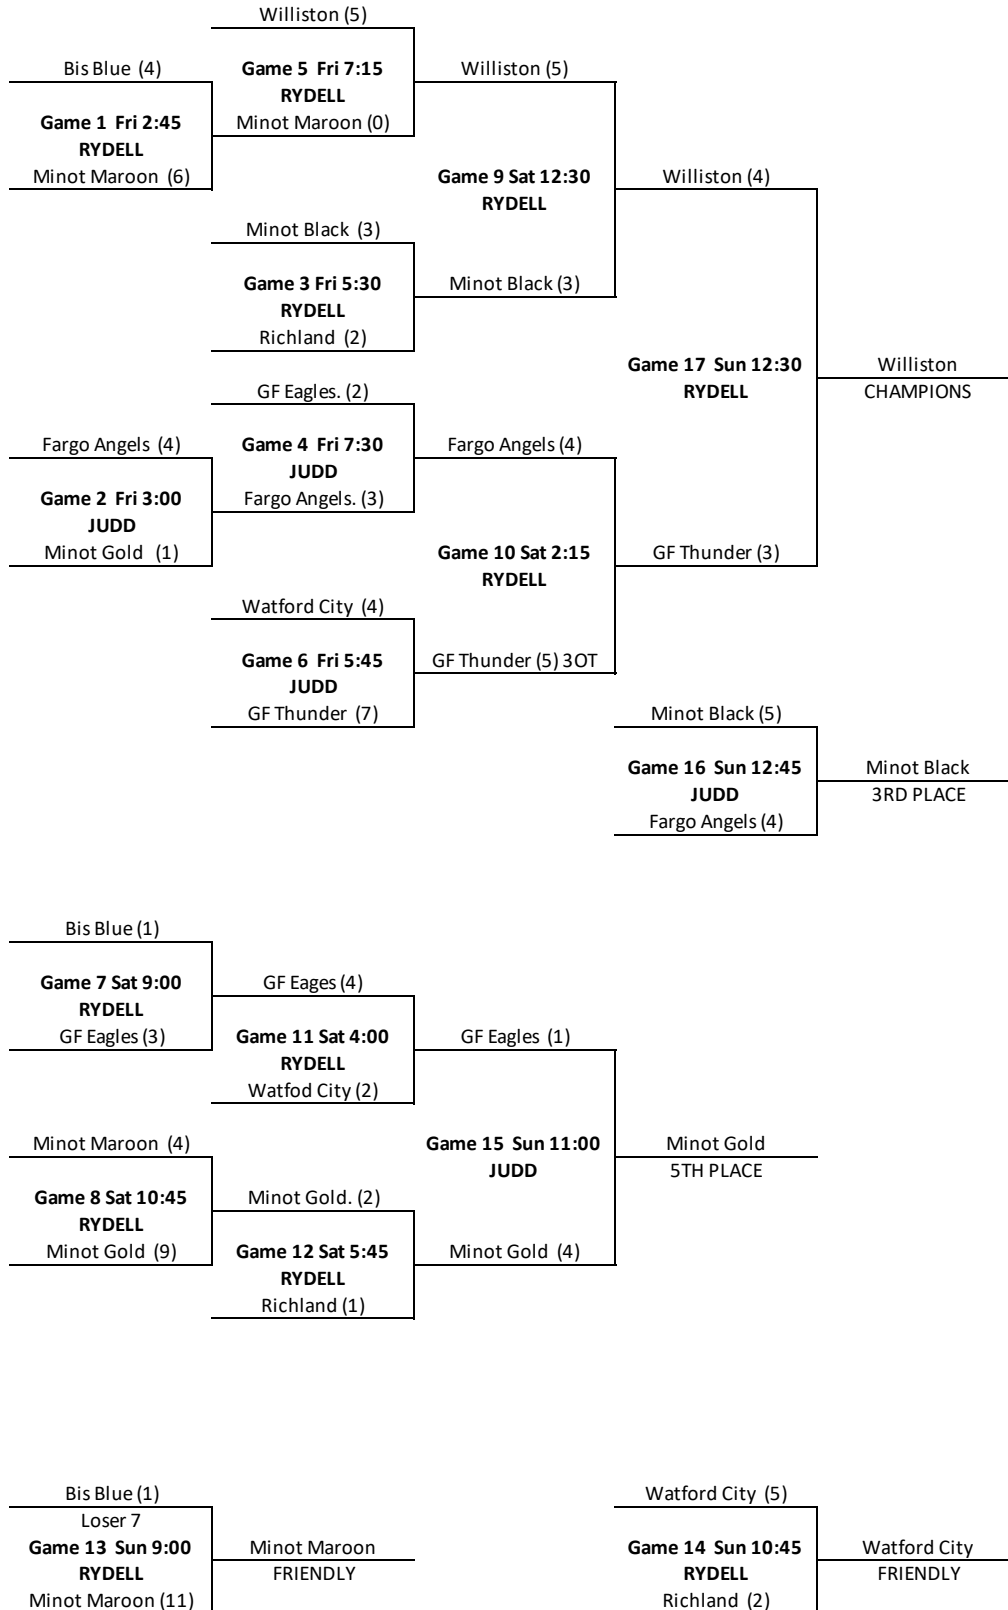 Williston (5)
Bis Blue (4)
Game 5 Fri 7:15
RYDELL
Williston (5)
Game 1 Fri 2:45
RYDELL
Minot Maroon (0)
Minot Maroon (6)
Game 9 Sat 12:30
RYDELL
Williston (4)
Minot Black (3)
Game 3 Fri 5:30
RYDELL
Minot Black (3)
Richland (2)
Game 17 Sun 12:30
RYDELL
Williston
CHAMPIONS
GF Eagles. (2)
Fargo Angels (4)
Game 4 Fri 7:30
JUDD
Fargo Angels (4)
Game 2 Fri 3:00
JUDD
Fargo Angels. (3)
Minot Gold (1)
Game 10 Sat 2:15
RYDELL
GF Thunder (3)
Watford City (4)
Game 6 Fri 5:45
JUDD
GF Thunder (5) 3OT
GF Thunder (7)
Minot Black (5)
Game 16 Sun 12:45
JUDD
Minot Black
3RD PLACE
Fargo Angels (4)
Bis Blue (1)
Game 7 Sat 9:00
RYDELL
GF Eages (4)
GF Eagles (3)
Game 11 Sat 4:00
RYDELL
GF Eagles (1)
Watfod City (2)
Minot Maroon (4)
Game 15 Sun 11:00
JUDD
Minot Gold
5TH PLACE
Game 8 Sat 10:45
RYDELL
Minot Gold. (2)
Minot Gold (9)
Game 12 Sat 5:45
RYDELL
Minot Gold (4)
Richland (1)
Bis Blue (1)
Loser 7
Game 13 Sun 9:00
RYDELL
Minot Maroon
FRIENDLY
Minot Maroon (11)
Watford City (5)
Game 14 Sun 10:45
RYDELL
Watford City
FRIENDLY
Richland (2)